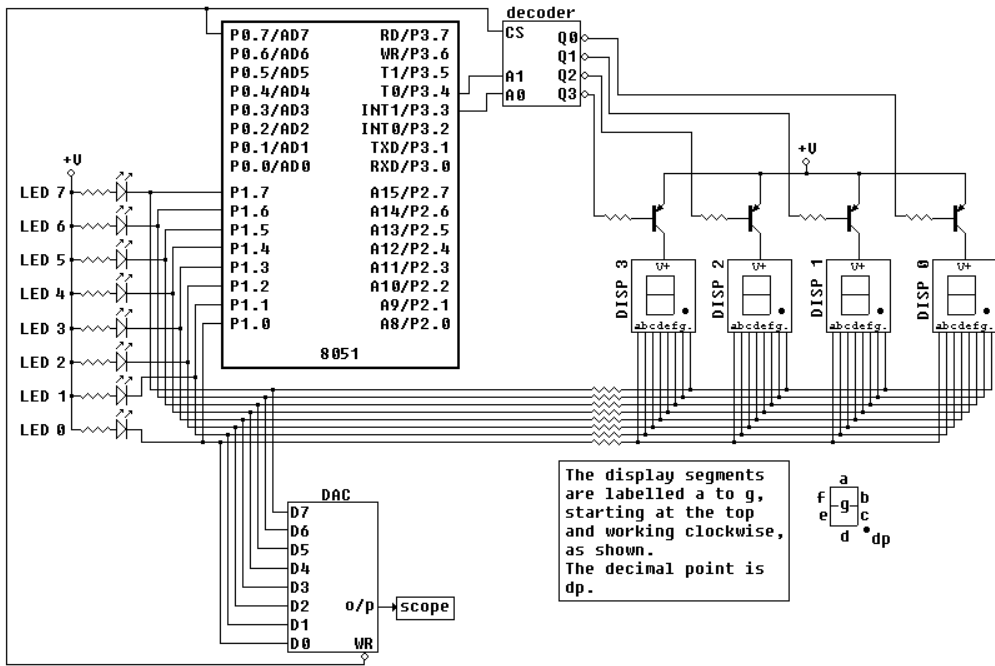 decoder
CS
Q0
Q1
Q2
Q3
A1
A0
P0.7/AD7 RD/P3.7
P0.6/AD6 WR/P3.6
P0.5/AD5 T1/P3.5
P0.4/AD4 T0/P3.4
P0.3/AD3 INT1/P3.3
P0.2/AD2 INT0/P3.2
P0.1/AD1 TXD/P3.1
P0.0/AD0 RXD/P3.0
P1.7 A15/P2.7
P1.6 A14/P2.6
P1.5 A13/P2.5
P1.4 A12/P2.4
P1.3 A11/P2.3
P1.2 A10/P2.2
P1.1 A9/P2.1
P1.0 A8/P2.0
8051
+V
LED 7
LED 6
LED 5
LED 4
LED 3
LED 2
LED 1
LED 0
+V
DISP 3
V+
abcdefg.
DISP 2
V+
abcdefg.
DISP 1
V+
abcdefg.
DISP 0
V+
abcdefg.
DAC
D7
D6
D5
D4
D3
D2
D1
D0
o/p
WR
scope
The display segments
are labelled a to g,
starting at the top
and working clockwise,
as shown.
The decimal point is
dp.
a
f b
g
e c
d
dp